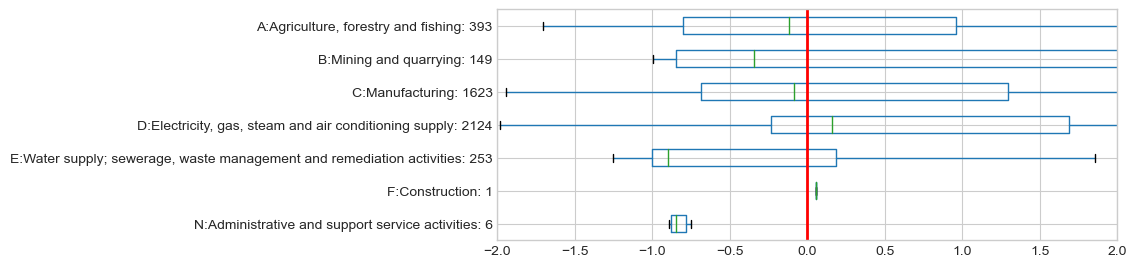 A:Agriculture, forestry and fishing: 393
B:Mining and quarrying: 149
C:Manufacturing: 1623
D:Electricity, gas, steam and air conditioning supply: 2124
E:Water supply; sewerage, waste management and remediation activities: 253
F:Construction: 1
N:Administrative and support service activities: 6
−2.0 −1.5 −1.0 −0.5 0.0 0.5 1.0 1.5 2.0